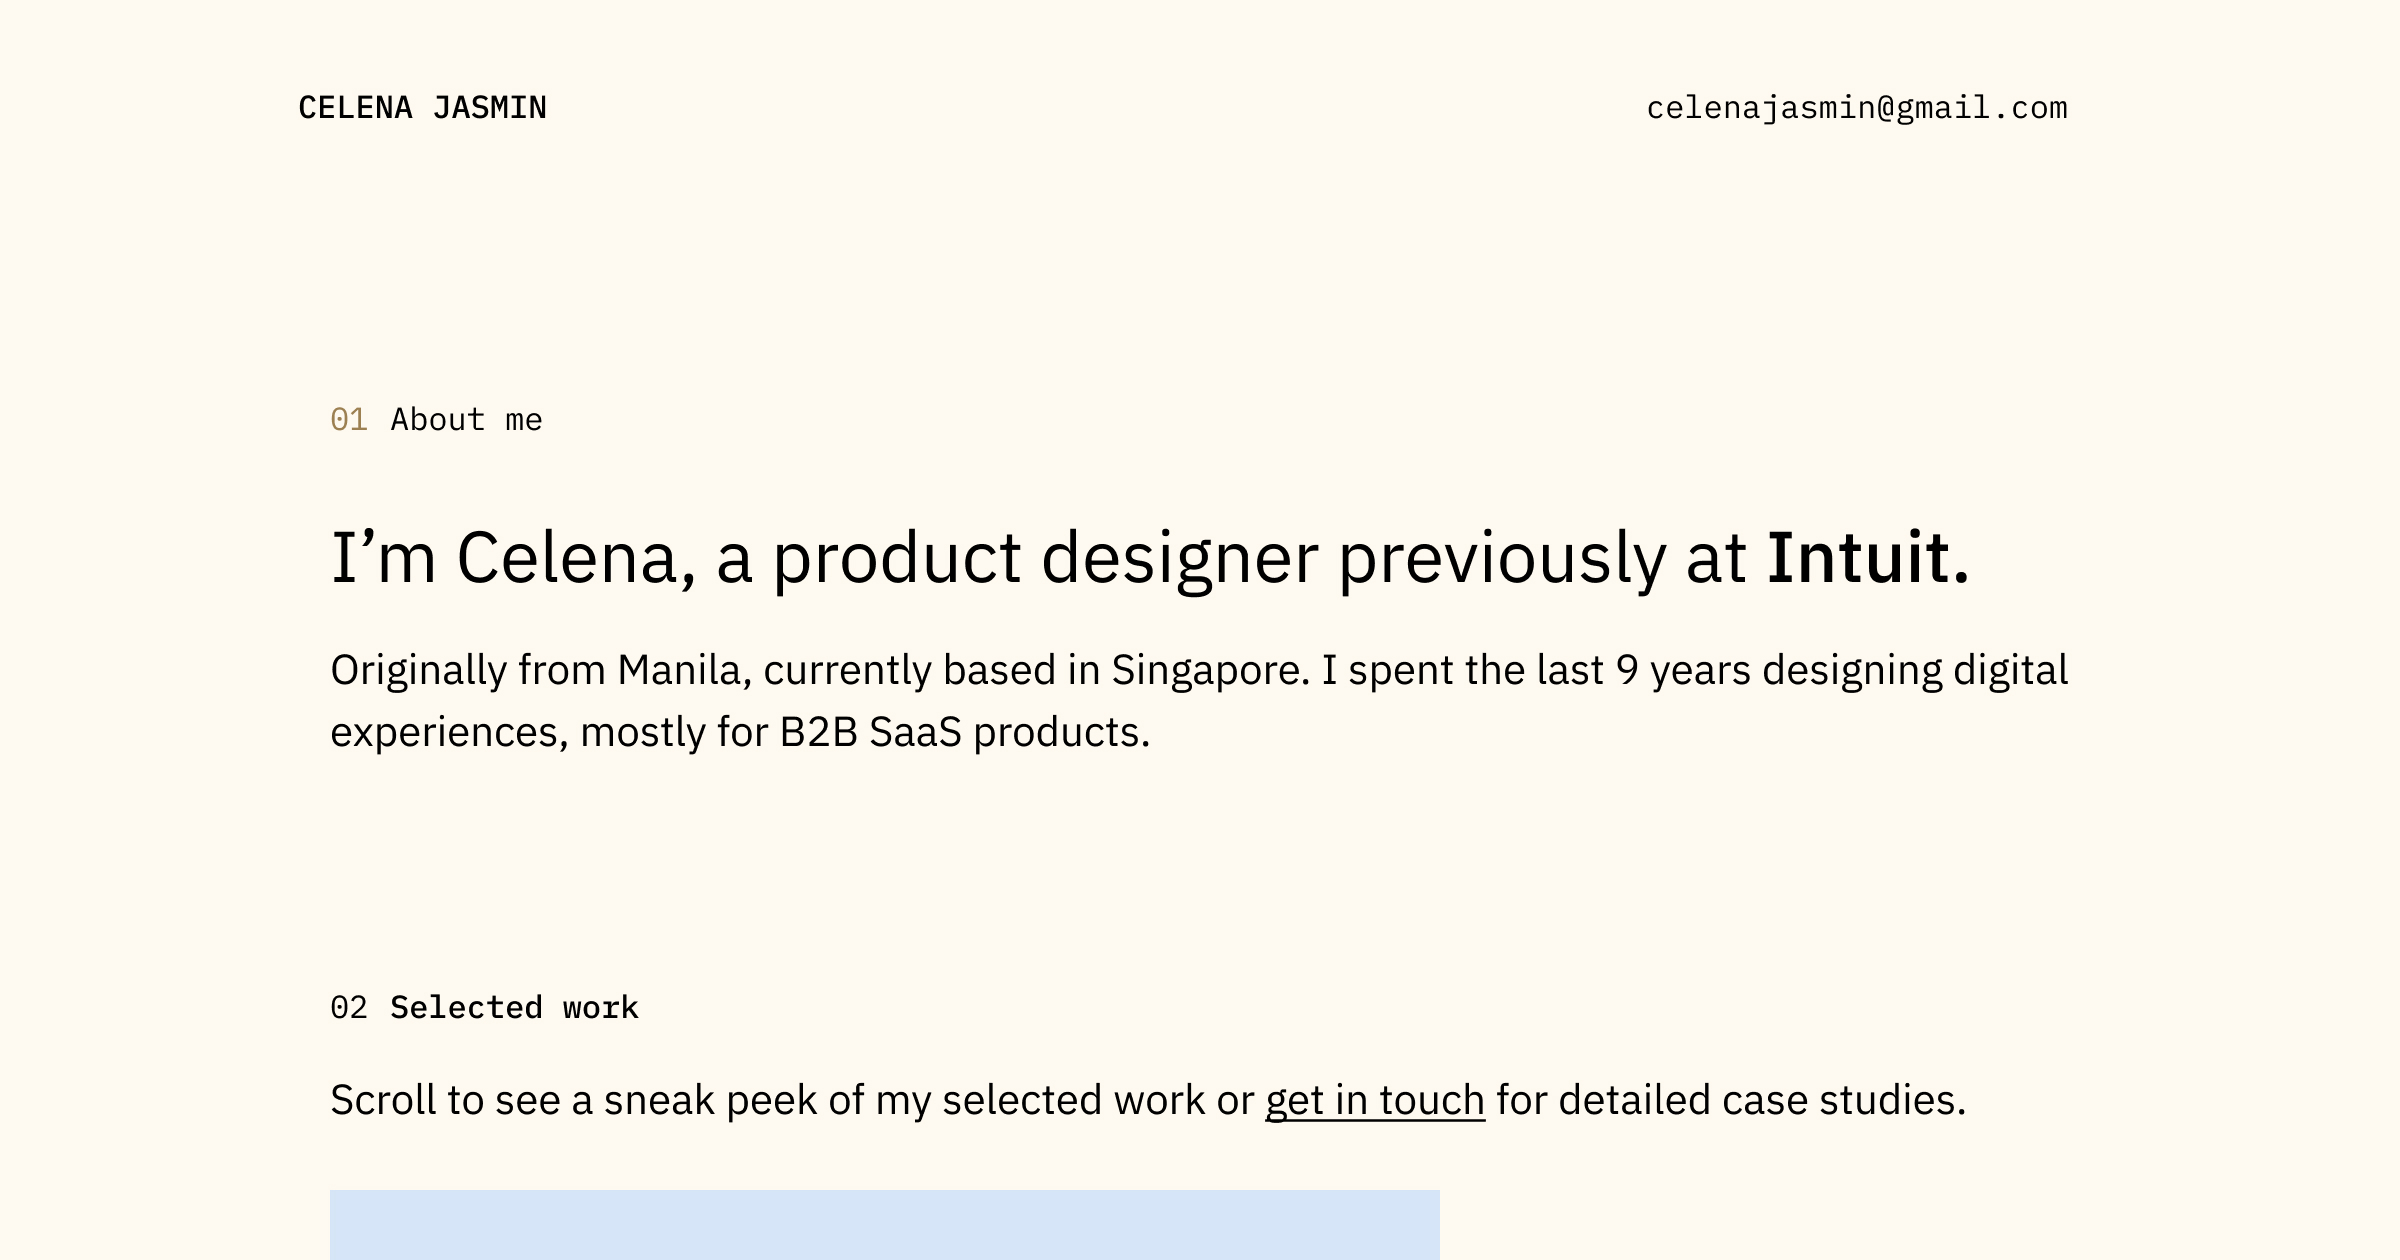 CELENA JASMIN
celenajasmin@gmail.com
01 About me
I’m Celena, a product designer previously at Intuit.
Originally from Manila, currently based in Singapore. I spent the last 9 years designing digital
experiences, mostly for B2B SaaS products.
02 Selected work
Scroll to see a sneak peek of my selected work or get in touch for detailed case studies.